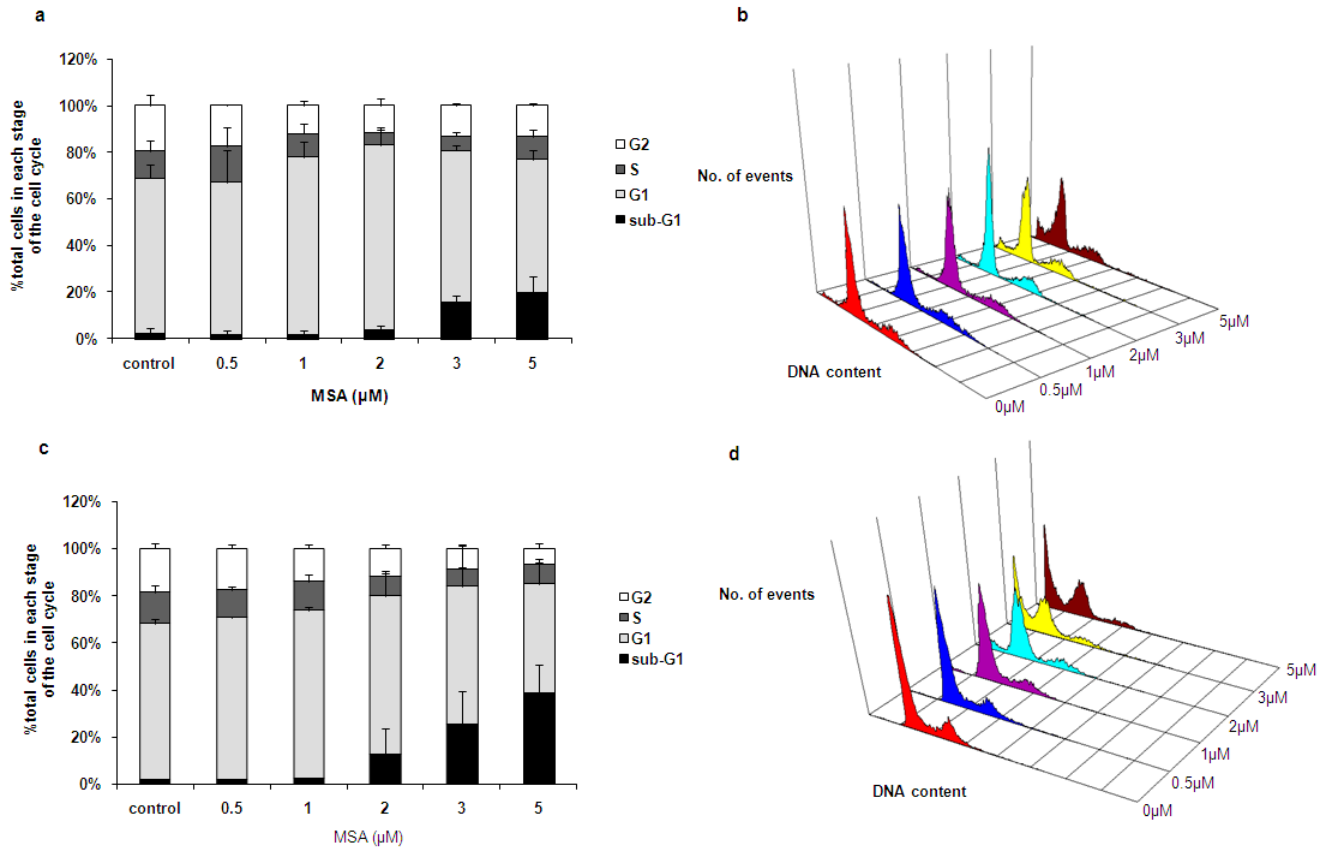 a
120%
100%
80%
60%
40%
20%
0%
%total cells in each stage
of the cell cycle
control 0.5 1 2 3 5
MSA (µM)
G2
S
G1
sub-G1
b
No. of events
DNA content
0µM
0.5µM
1µM
2µM
3µM
5µM
c
120%
100%
80%
60%
40%
20%
0%
%total cells in each stage
of the cell cycle
control 0.5 1 2 3 5
MSA (µM)
G2
S
G1
sub-G1
d
No. of events
DNA content
5µM
3µM
2µM
1µM
0.5µM
0µM